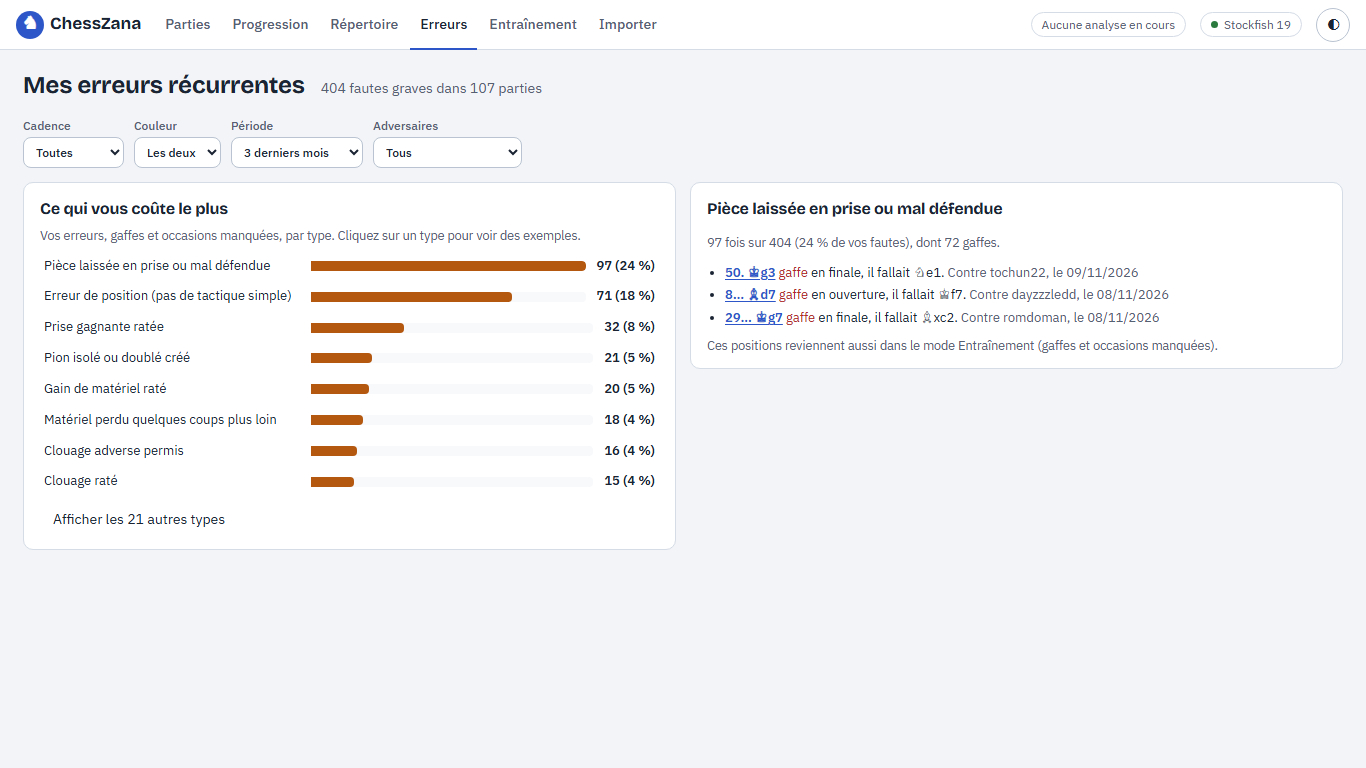 ChessZana
Parties
Progression
Répertoire
Erreurs
Entraînement
Importer
Aucune analyse en cours
Stockfish 19
Mes erreurs récurrentes
404 fautes graves dans 107 parties
Cadence
Couleur
Période
Adversaires
Toutes
Les deux
3 derniers mois
Tous
Ce qui vous coûte le plus
Vos erreurs, gaffes et occasions manquées, par type. Cliquez sur un type pour voir des exemples.
Pièce laissée en prise ou mal défendue 97 (24 %)
Erreur de position (pas de tactique simple) 71 (18 %)
Prise gagnante ratée 32 (8 %)
Pion isolé ou doublé créé 21 (5 %)
Gain de matériel raté 20 (5 %)
Matériel perdu quelques coups plus loin 18 (4 %)
Clouage adverse permis 16 (4 %)
Clouage raté 15 (4 %)
Afficher les 21 autres types
Pièce laissée en prise ou mal défendue
97 fois sur 404 (24 % de vos fautes), dont 72 gaffes.
• 50. ♚g3 gaffe en finale, il fallait ♘e1. Contre tochun22, le 09/11/2026
• 8... ♝d7 gaffe en ouverture, il fallait ♔f7. Contre dayzzzledd, le 08/11/2026
• 29... ♚g7 gaffe en finale, il fallait ♗xc2. Contre romdoman, le 08/11/2026
Ces positions reviennent aussi dans le mode Entraînement (gaffes et occasions manquées).